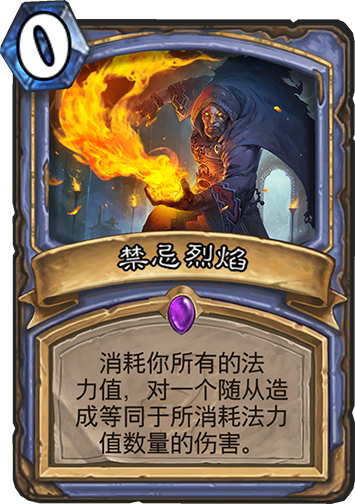 0
禁忌烈焰
消耗你所有的法
力值，对一个随从造
成等同于所消耗法力
值数量的伤害。